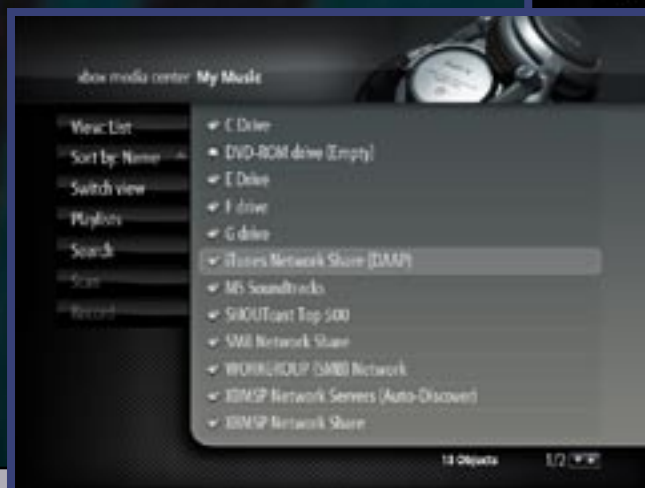 xbox media center My Music
View: List
Sort by: Name
Switch view
Playlists
Search
Scan
Record
C Drive
DVD-ROM drive (Empty)
E Drive
F drive
G drive
iTunes Network Share (DAAP)
MS Soundtracks
SHOUTcast Top 500
SMB Network Share
WORKGROUP (SMB) Network
XBMSP Network Servers (Auto-Discover)
XBMSP Network Share
18 Objects 1/2